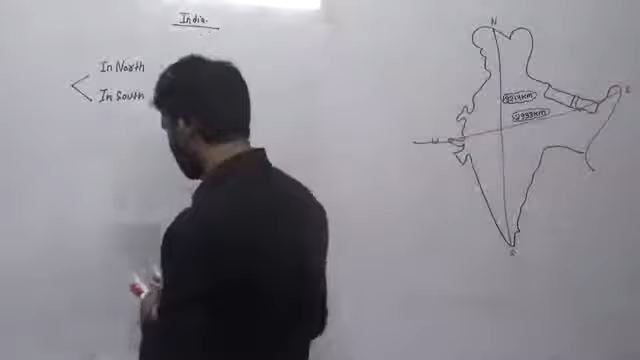 India
In North
In South
N
3214KM
2933KM
E
W
S